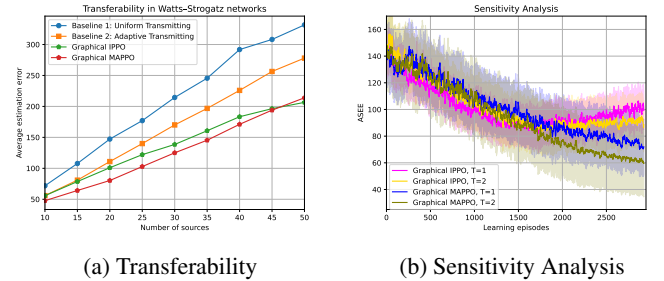 Transferability in Watts–Strogatz networks
Baseline 1: Uniform Transmitting
Baseline 2: Adaptive Transmitting
Graphical IPPO
Graphical MAPPO
Average estimation error
300
250
200
150
100
50
10 15 20 25 30 35 40 45 50
Number of sources
(a) Transferability
Sensitivity Analysis
ASEE
160
140
120
100
80
60
40
Graphical IPPO, T=1
Graphical IPPO, T=2
Graphical MAPPO, T=1
Graphical MAPPO, T=2
0 500 1000 1500 2000 2500
Learning episodes
(b) Sensitivity Analysis